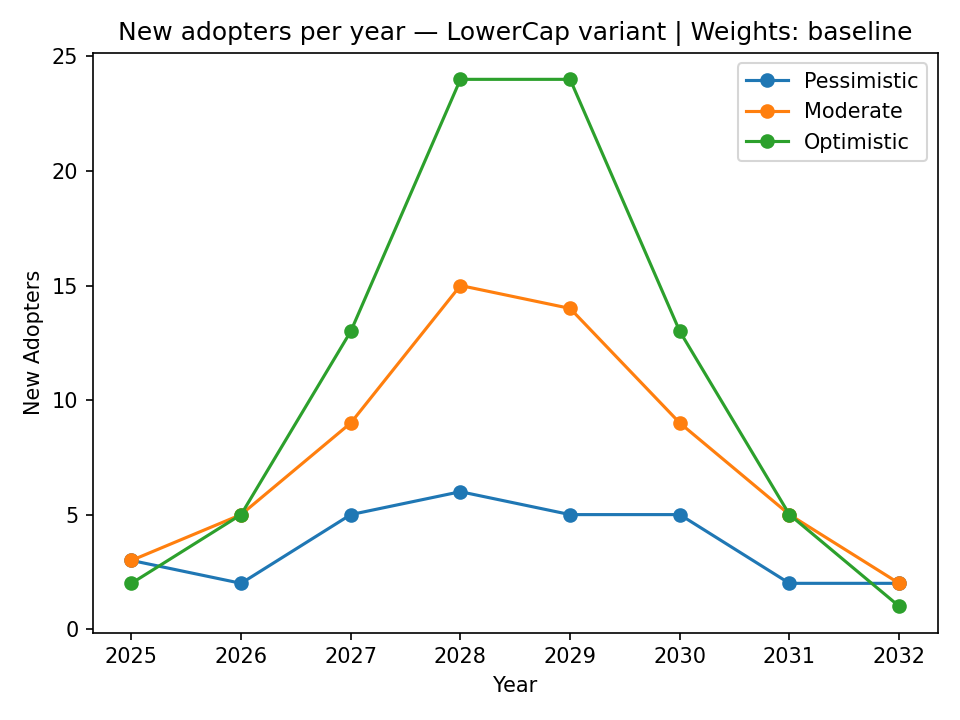 New adopters per year — LowerCap variant | Weights: baseline
25
20
15
10
5
0
New Adopters
Pessimistic
Moderate
Optimistic
2025 2026 2027 2028 2029 2030 2031 2032
Year